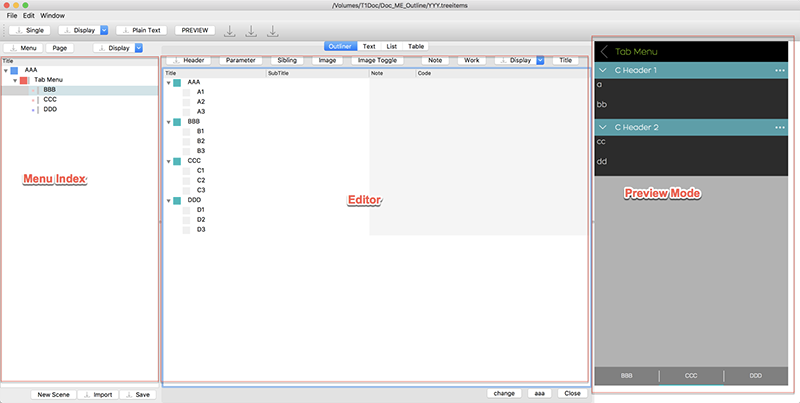 /Volumes/T1Doc/Doc_ME_Outline/YYY.treeitems
File Edit Window
Single Display Plain Text PREVIEW
Menu Page Display
Outliner Text List Table
Header Parameter Sibling Image Image Toggle Note Work Display Title
Title
AAA
Tab Menu
BBB
CCC
DDD
Menu Index
New Scene Import Save
Title SubTitle Note Code
AAA
A1
A2
A3
BBB
B1
B2
B3
CCC
C1
C2
C3
DDD
D1
D2
D3
Editor
change aaa Close
Tab Menu
C Header 1
a
bb
C Header 2
cc
dd
Preview Mode
BBB CCC DDD